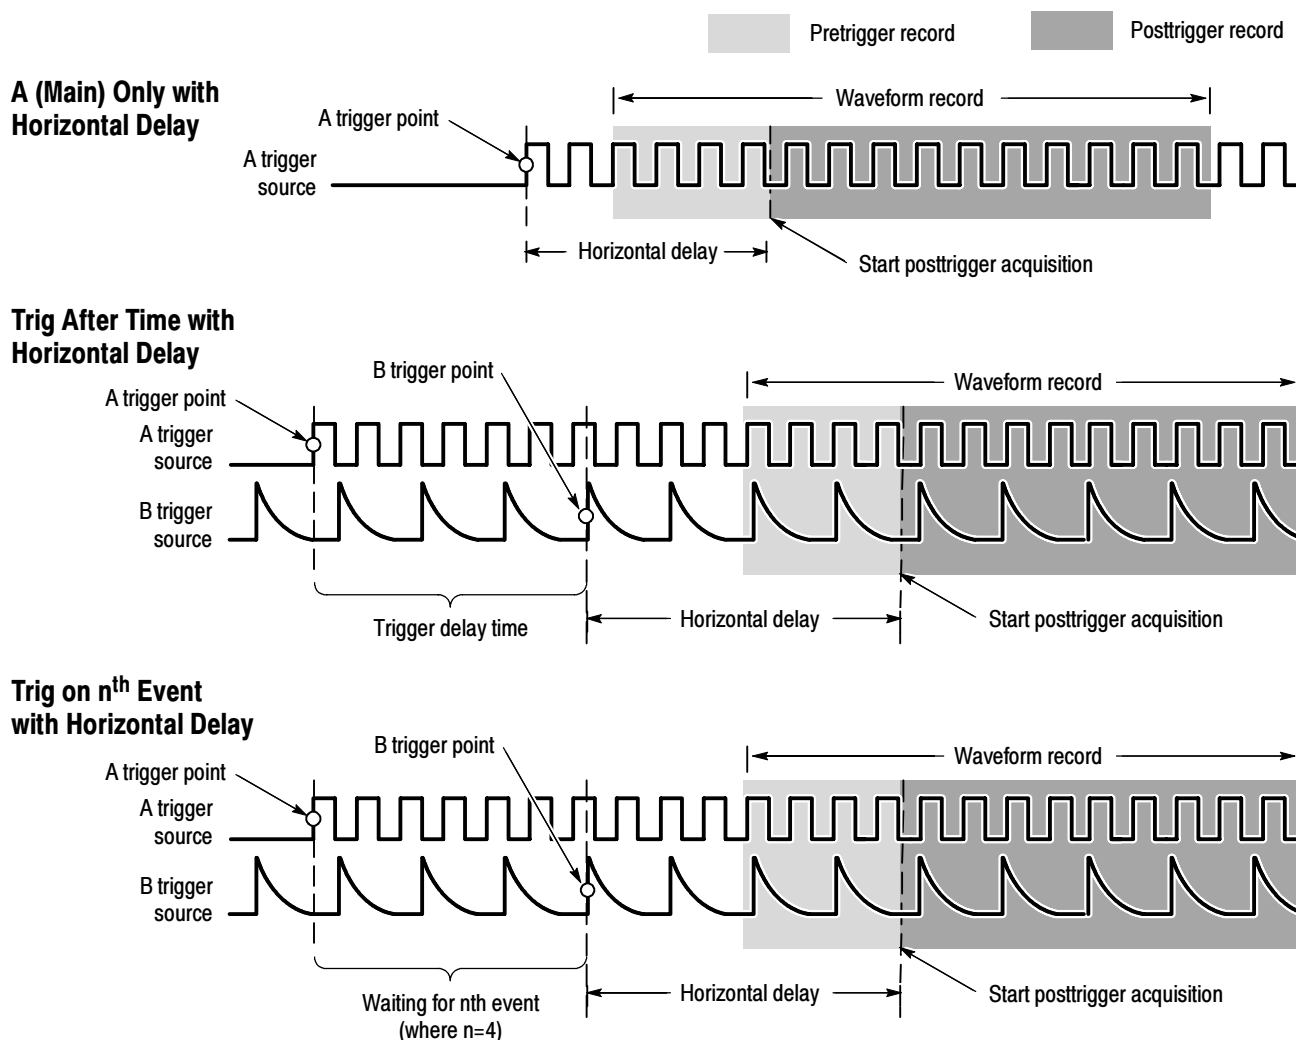 Pretrigger record
Posttrigger record
A (Main) Only with
Horizontal Delay
Waveform record
A trigger point
A trigger
source
Horizontal delay
Start posttrigger acquisition
Trig After Time with
Horizontal Delay
B trigger point
Waveform record
A trigger point
A trigger
source
B trigger
source
Trigger delay time
Horizontal delay
Start posttrigger acquisition
Trig on nth Event
with Horizontal Delay
B trigger point
Waveform record
A trigger point
A trigger
source
B trigger
source
Waiting for nth event
(where n=4)
Horizontal delay
Start posttrigger acquisition